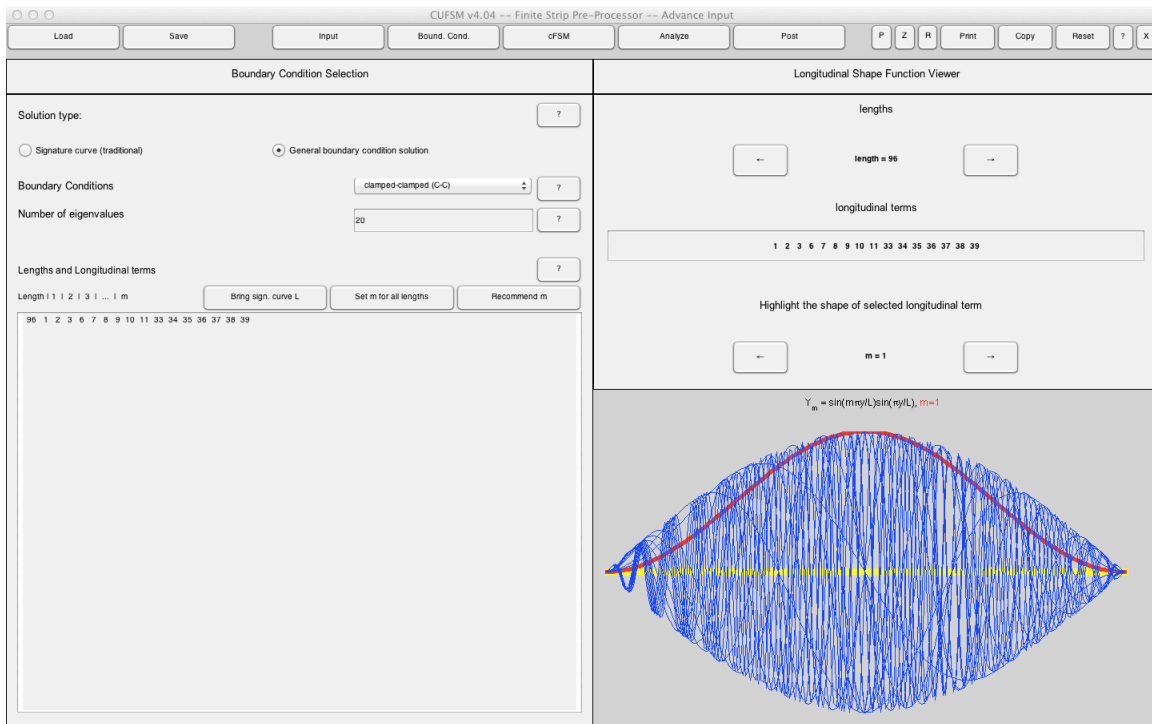 CUFSM v4.04 -- Finite Strip Pre-Processor -- Advance Input
Load Save Input Bound. Cond. cFSM Analyze Post P Z R Print Copy Reset ? X
Boundary Condition Selection
Solution type: ?
Signature curve (traditional) General boundary condition solution
Boundary Conditions clamped-clamped (C-C) ?
Number of eigenvalues 20 ?
Lengths and Longitudinal terms ?
Length | 1 | 2 | 3 | ... | m Bring sign. curve L Set m for all lengths Recommend m
96 1 2 3 6 7 8 9 10 11 33 34 35 36 37 38 39
Longitudinal Shape Function Viewer
lengths
← length = 96 →
longitudinal terms
1 2 3 6 7 8 9 10 11 33 34 35 36 37 38 39
Highlight the shape of selected longitudinal term
← m = 1 →
Y_m = sin(mπy/L)sin(πy/L), m=1